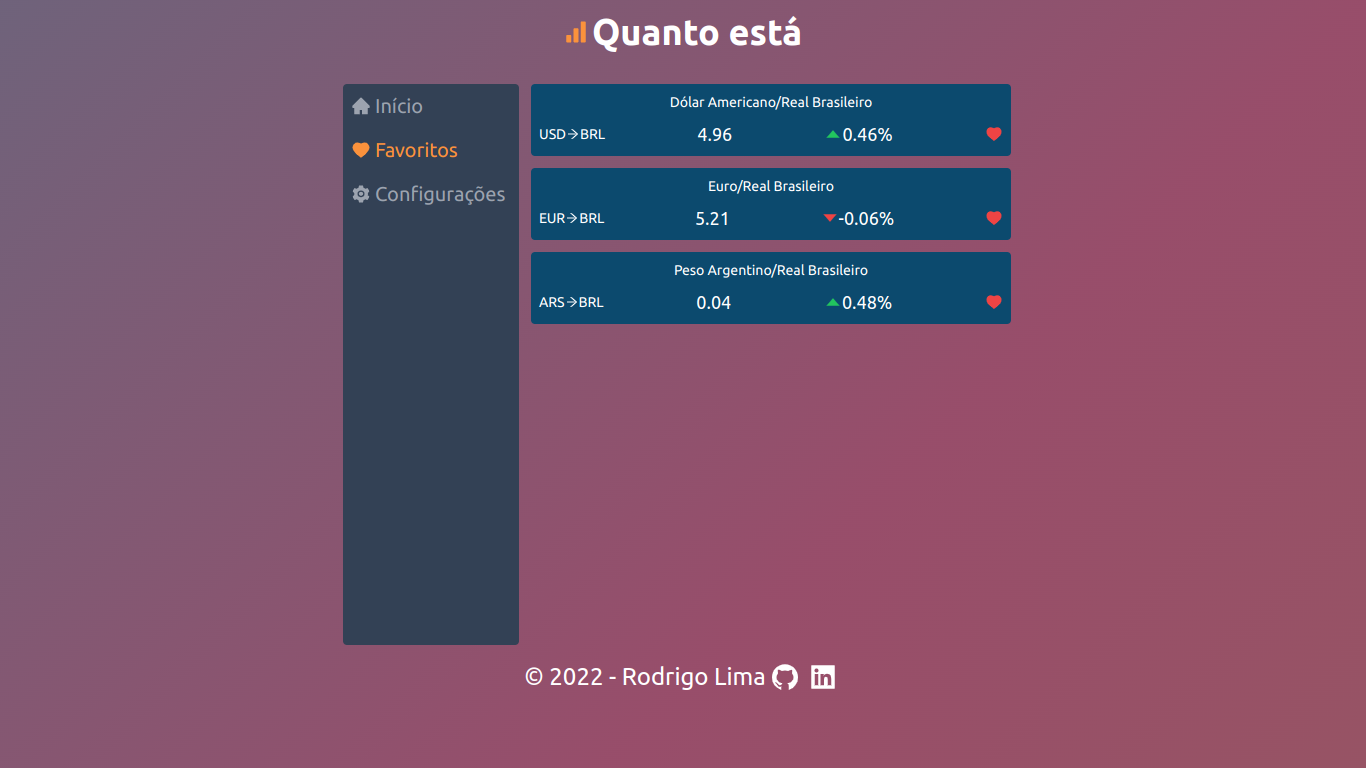 Quanto está
Início
Favoritos
Configurações
Dólar Americano/Real Brasileiro
USD→BRL 4.96 0.46%
Euro/Real Brasileiro
EUR→BRL 5.21 -0.06%
Peso Argentino/Real Brasileiro
ARS→BRL 0.04 0.48%
© 2022 - Rodrigo Lima in